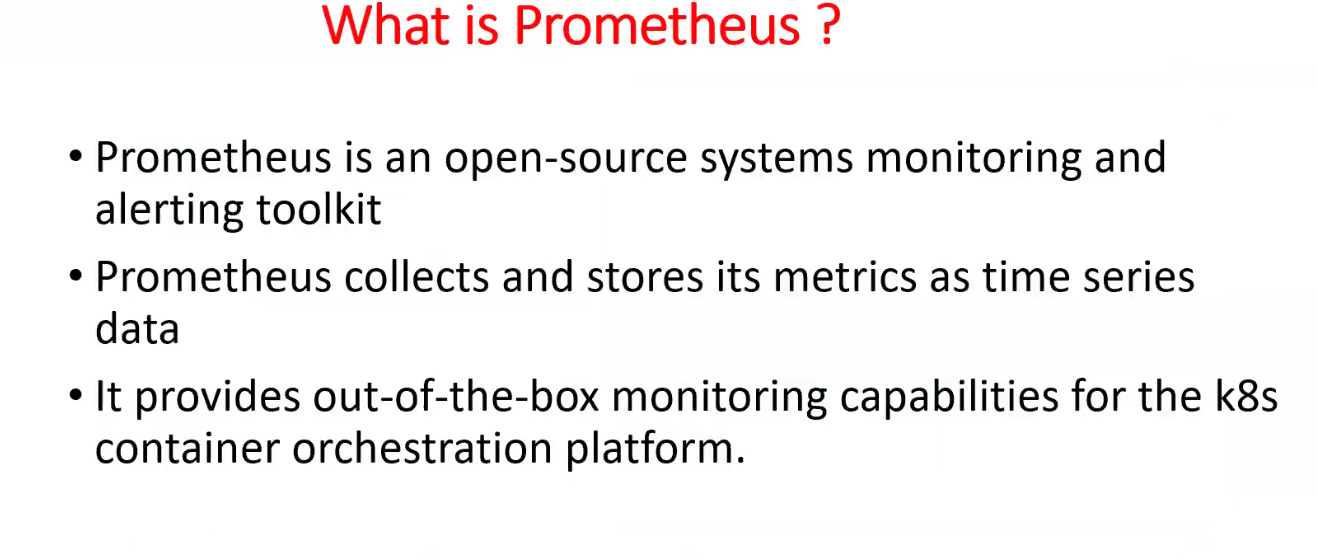 What is Prometheus ?
• Prometheus is an open-source systems monitoring and
alerting toolkit
• Prometheus collects and stores its metrics as time series
data
• It provides out-of-the-box monitoring capabilities for the k8s
container orchestration platform.